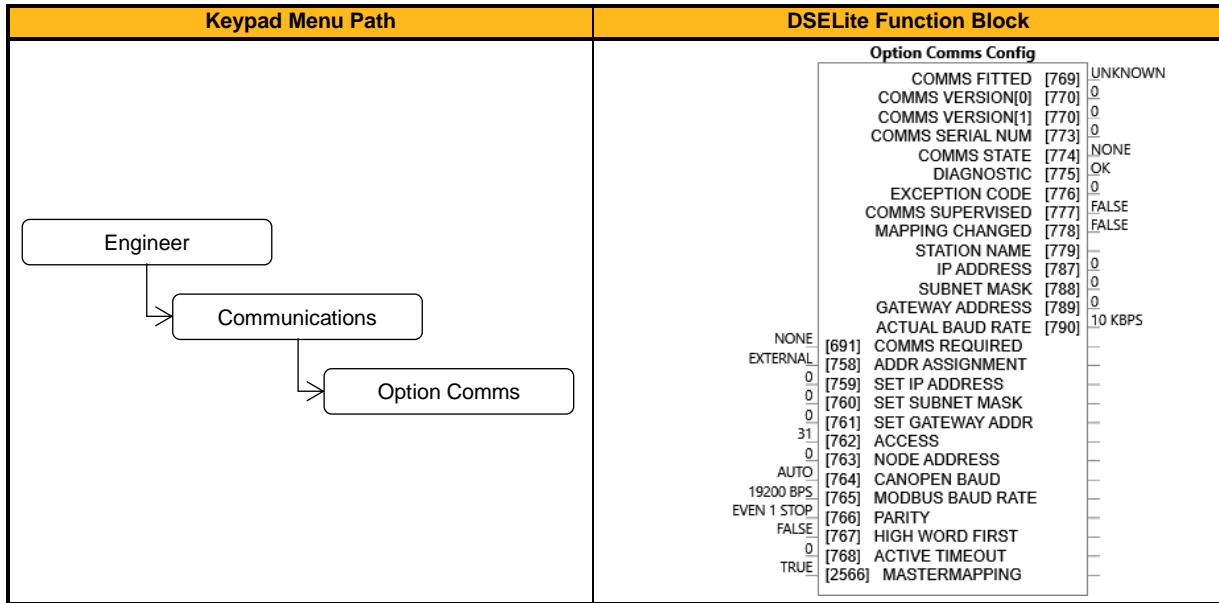 Keypad Menu Path
DSELite Function Block
Engineer
Communications
Option Comms
Option Comms Config
COMMS FITTED [769] UNKNOWN
COMMS VERSION[0] [770] 0
COMMS VERSION[1] [770] 0
COMMS SERIAL NUM [773] 0
COMMS STATE [774] NONE
DIAGNOSTIC [775] OK
EXCEPTION CODE [776] 0
COMMS SUPERVISED [777] FALSE
MAPPING CHANGED [778] FALSE
STATION NAME [779]
IP ADDRESS [787] 0
SUBNET MASK [788] 0
GATEWAY ADDRESS [789] 0
ACTUAL BAUD RATE [790] 10 KBPS
NONE [691] COMMS REQUIRED
EXTERNAL [758] ADDR ASSIGNMENT
0 [759] SET IP ADDRESS
0 [760] SET SUBNET MASK
0 [761] SET GATEWAY ADDR
31 [762] ACCESS
0 [763] NODE ADDRESS
AUTO [764] CANOPEN BAUD
19200 BPS [765] MODBUS BAUD RATE
EVEN 1 STOP [766] PARITY
FALSE [767] HIGH WORD FIRST
0 [768] ACTIVE TIMEOUT
TRUE [2566] MASTERMAPPING